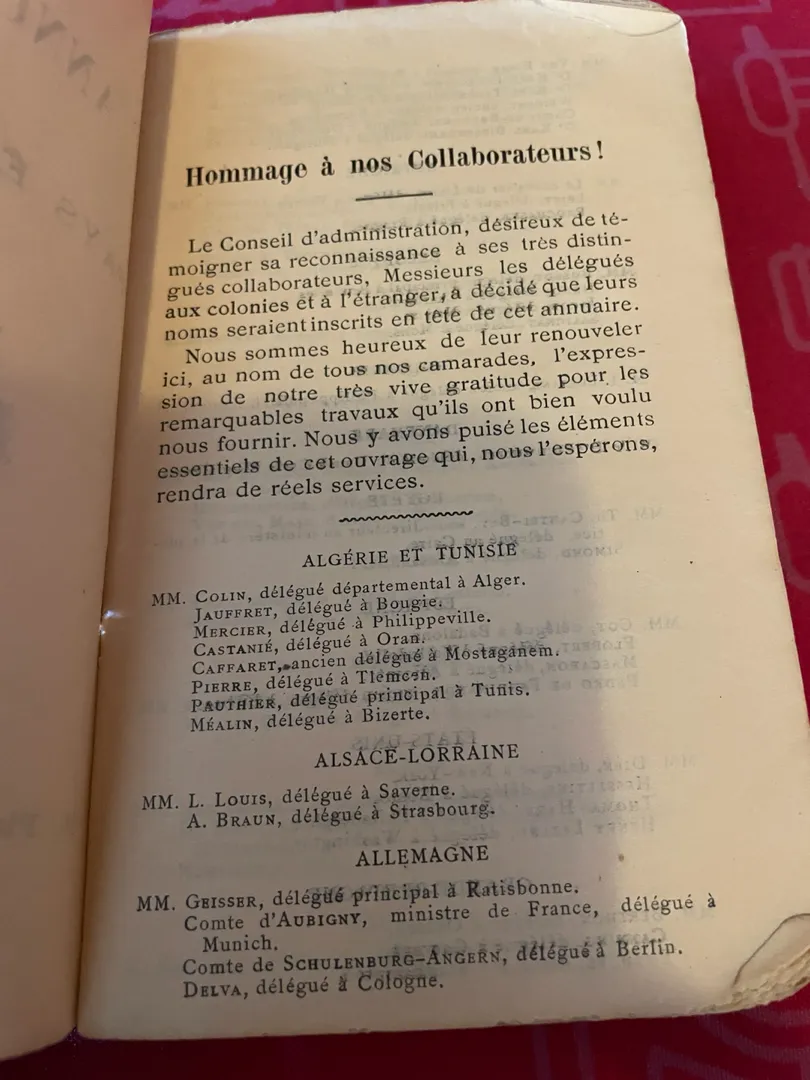 Hommage à nos Collaborateurs !
Le Conseil d'administration, désireux de té-
moigner sa reconnaissance à ses très distin-
gués collaborateurs, Messieurs les délégués
aux colonies et à l'étranger, a décidé que leurs
noms seraient inscrits en tête de cet annuaire.
Nous sommes heureux de leur renouveler
ici, au nom de tous nos camarades, l'expres-
sion de notre très vive gratitude pour les
remarquables travaux qu'ils ont bien voulu
nous fournir. Nous y avons puisé les éléments
essentiels de cet ouvrage qui, nous l'espérons,
rendra de réels services.
ALGÉRIE ET TUNISIE
MM. COLIN, délégué départemental à Alger.
JAUFFRET, délégué à Bougie.
MERCIER, délégué à Philippeville.
CASTANIÉ, délégué à Oran.
CAFFARET, ancien délégué à Mostaganem.
PIERRE, délégué à Tlemcen.
PAUTHIER, délégué principal à Tunis.
MÉALIN, délégué à Bizerte.
ALSACE-LORRAINE
MM. L. LOUIS, délégué à Saverne.
A. BRAUN, délégué à Strasbourg.
ALLEMAGNE
MM. GEISSER, délégué principal à Ratisbonne.
Comte d'AUBIGNY, ministre de France, délégué à
Munich.
Comte de SCHULENBURG-ANGERN, délégué à Berlin.
DELVA, délégué à Cologne.